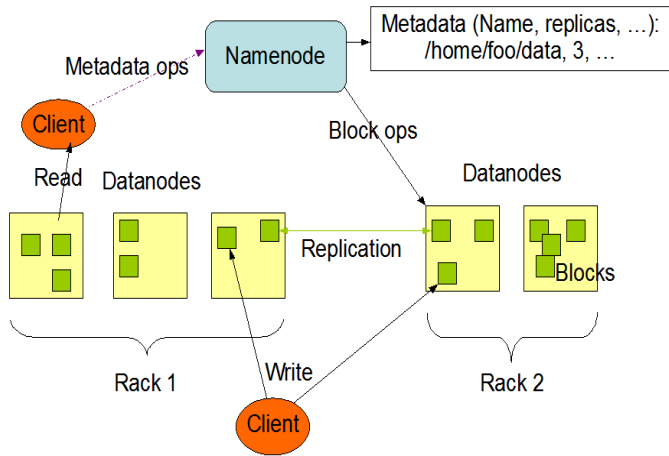 Metadata (Name, replicas, …):
/home/foo/data, 3, …
Namenode
Metadata ops
Client
Block ops
Read
Datanodes
Datanodes
Replication
Blocks
Rack 1
Write
Rack 2
Client